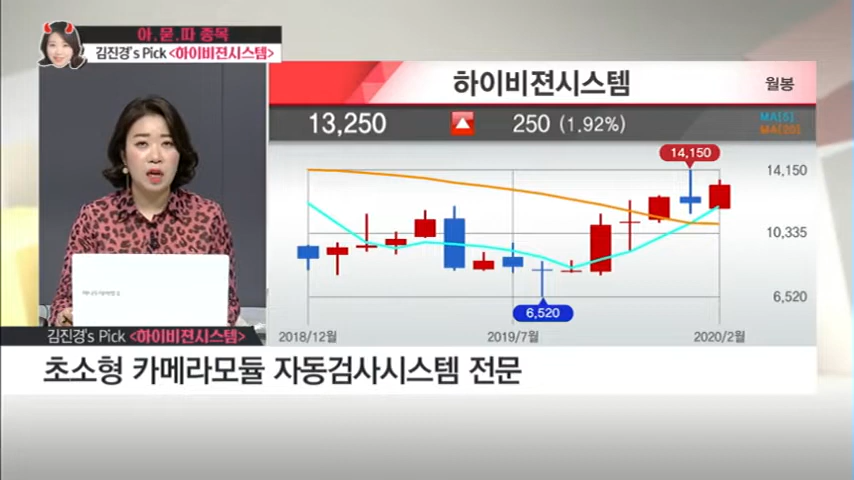 아.묻.따 종목
김진경's Pick <하이비젼시스템>
하이비젼시스템
월봉
13,250 250 (1.92%)
MA[5]
MA[20]
14,150
14,150
10,335
6,520
6,520
2018/12월 2019/7월 2020/2월
김진경's Pick <하이비젼시스템>
초소형 카메라모듈 자동검사시스템 전문